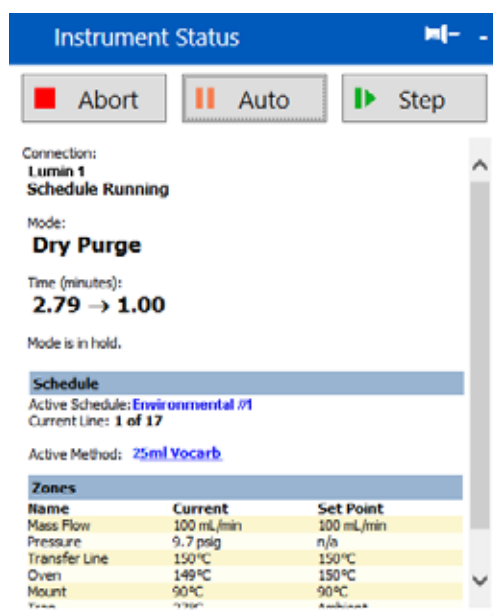 Instrument Status
Abort Auto Step
Connection:
Lumin 1
Schedule Running
Mode:
Dry Purge
Time (minutes):
2.79 → 1.00
Mode is in hold.
Schedule
Active Schedule: Environmental //1
Current Line: 1 of 17
Active Method: 25ml Vocarb
Zones
Name Current Set Point
Mass Flow 100 mL/min 100 mL/min
Pressure 9.7 psig n/a
Transfer Line 150°C 150°C
Oven 149°C 150°C
Mount 90°C 90°C